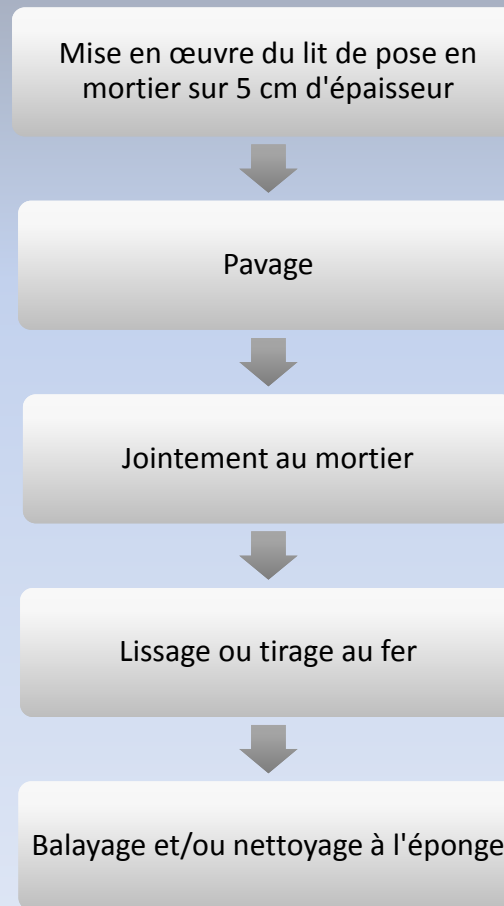 Mise en œuvre du lit de pose en
mortier sur 5 cm d'épaisseur
Pavage
Jointement au mortier
Lissage ou tirage au fer
Balayage et/ou nettoyage à l'éponge